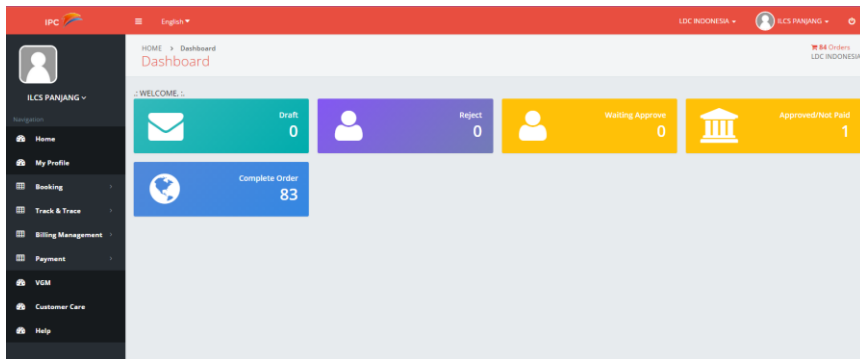 IPC
English
LDC INDONESIA
ILCS PANJANG
HOME > Dashboard
Dashboard
84 Orders
LDC INDONESIA
ILCS PANJANG
Navigation
Home
My Profile
Booking
Track & Trace
Billing Management
Payment
VGM
Customer Care
Help
.: WELCOME. :.
Draft
0
Reject
0
Waiting Approve
0
Approved/Not Paid
1
Complete Order
83